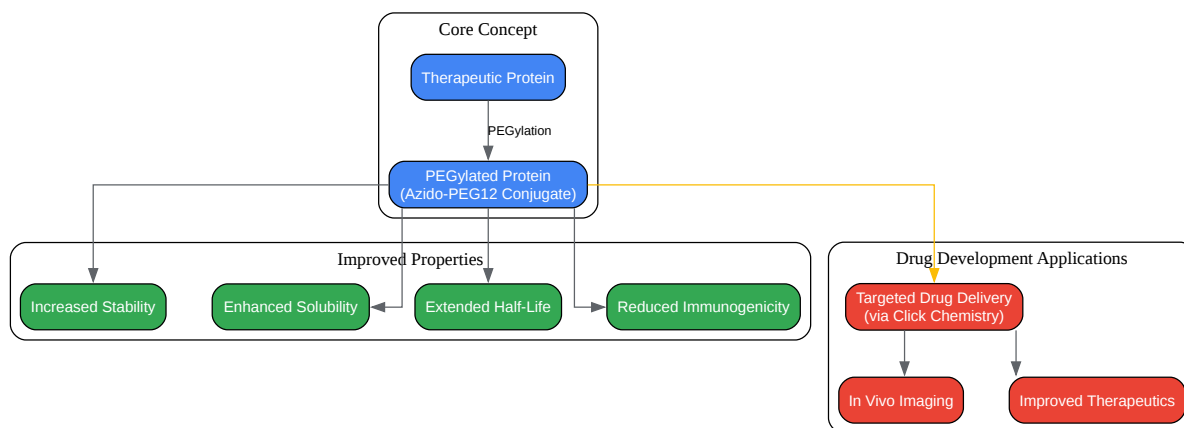 Core Concept
Therapeutic Protein
PEGylation
PEGylated Protein
(Azido-PEG12 Conjugate)
Improved Properties
Increased Stability
Enhanced Solubility
Extended Half-Life
Reduced Immunogenicity
Drug Development Applications
Targeted Drug Delivery
(via Click Chemistry)
In Vivo Imaging
Improved Therapeutics